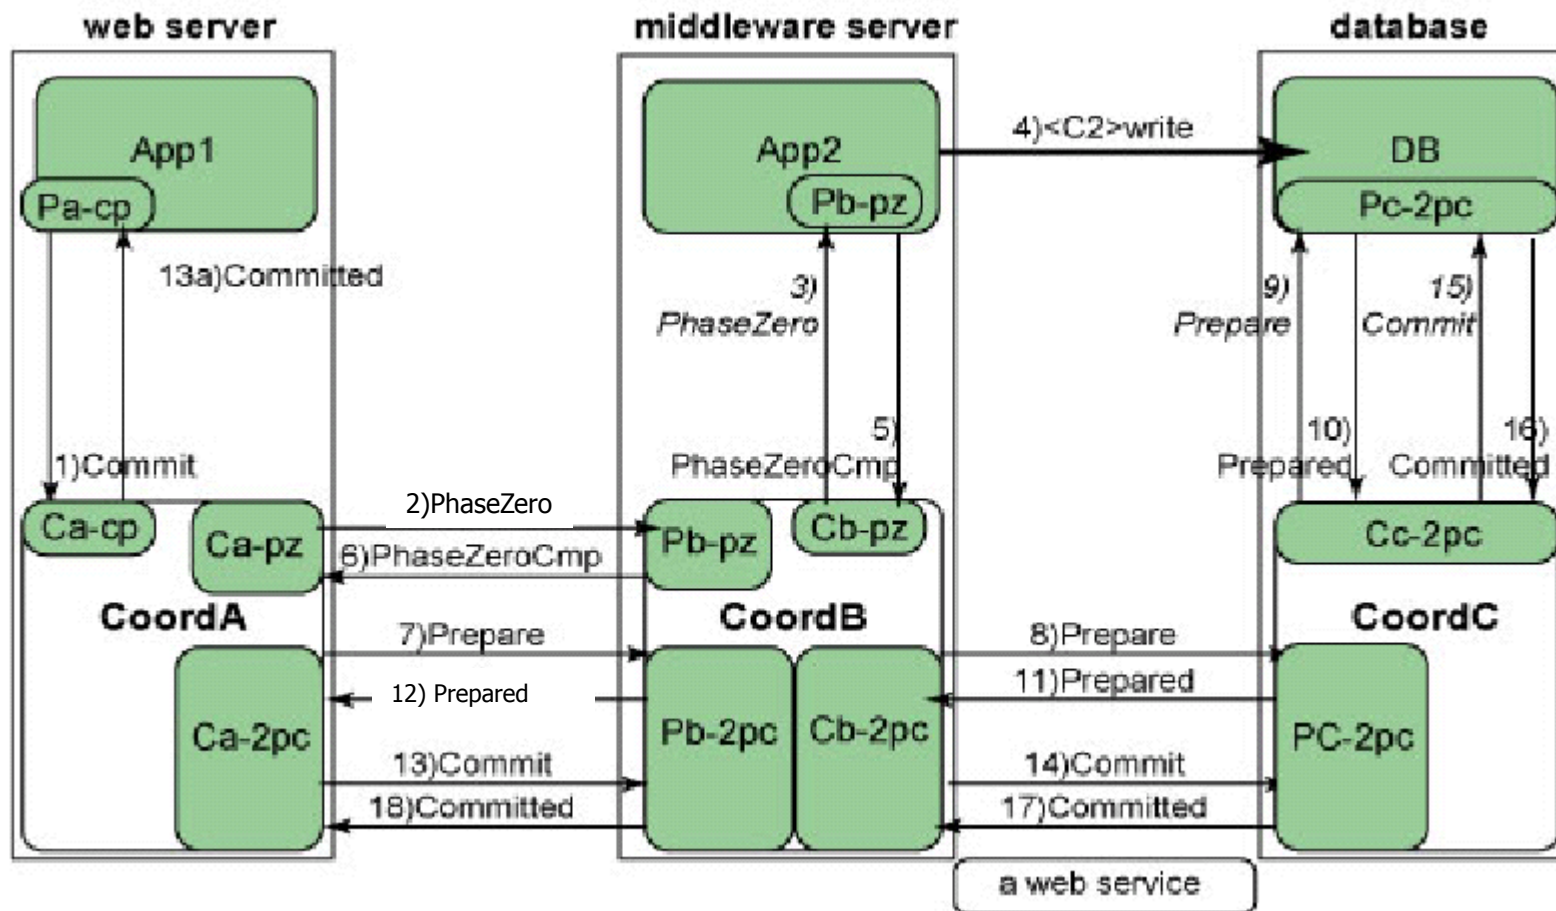 web server
middleware server
database
App1
Pa-cp
13a)Committed
1)Commit
Ca-cp
Ca-pz
CoordA
Ca-2pc
2)PhaseZero
6)PhaseZeroCmp
7)Prepare
12) Prepared
13)Commit
18)Committed
App2
Pb-pz
3)
PhaseZero
5)
PhaseZeroCmp
Pb-pz
Cb-pz
CoordB
Pb-2pc
Cb-2pc
4)<C2>write
8)Prepare
11)Prepared
14)Commit
17)Committed
a web service
DB
Pc-2pc
9)
Prepare
15)
Commit
10)
Prepared
16)
Committed
Cc-2pc
CoordC
PC-2pc